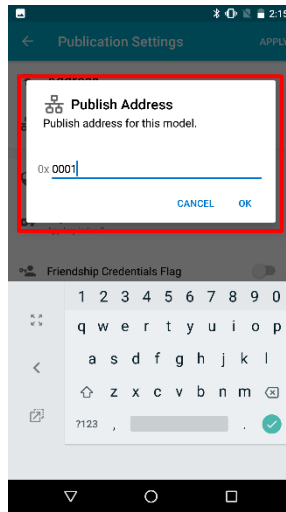 2:15
Publication Settings APPLY
Publish Address
Publish address for this model.
0x 0001
CANCEL OK
Friendship Credentials Flag
1 2 3 4 5 6 7 8 9 0
q w e r t y u i o p
a s d f g h j k l
z x c v b n m
?123 , .